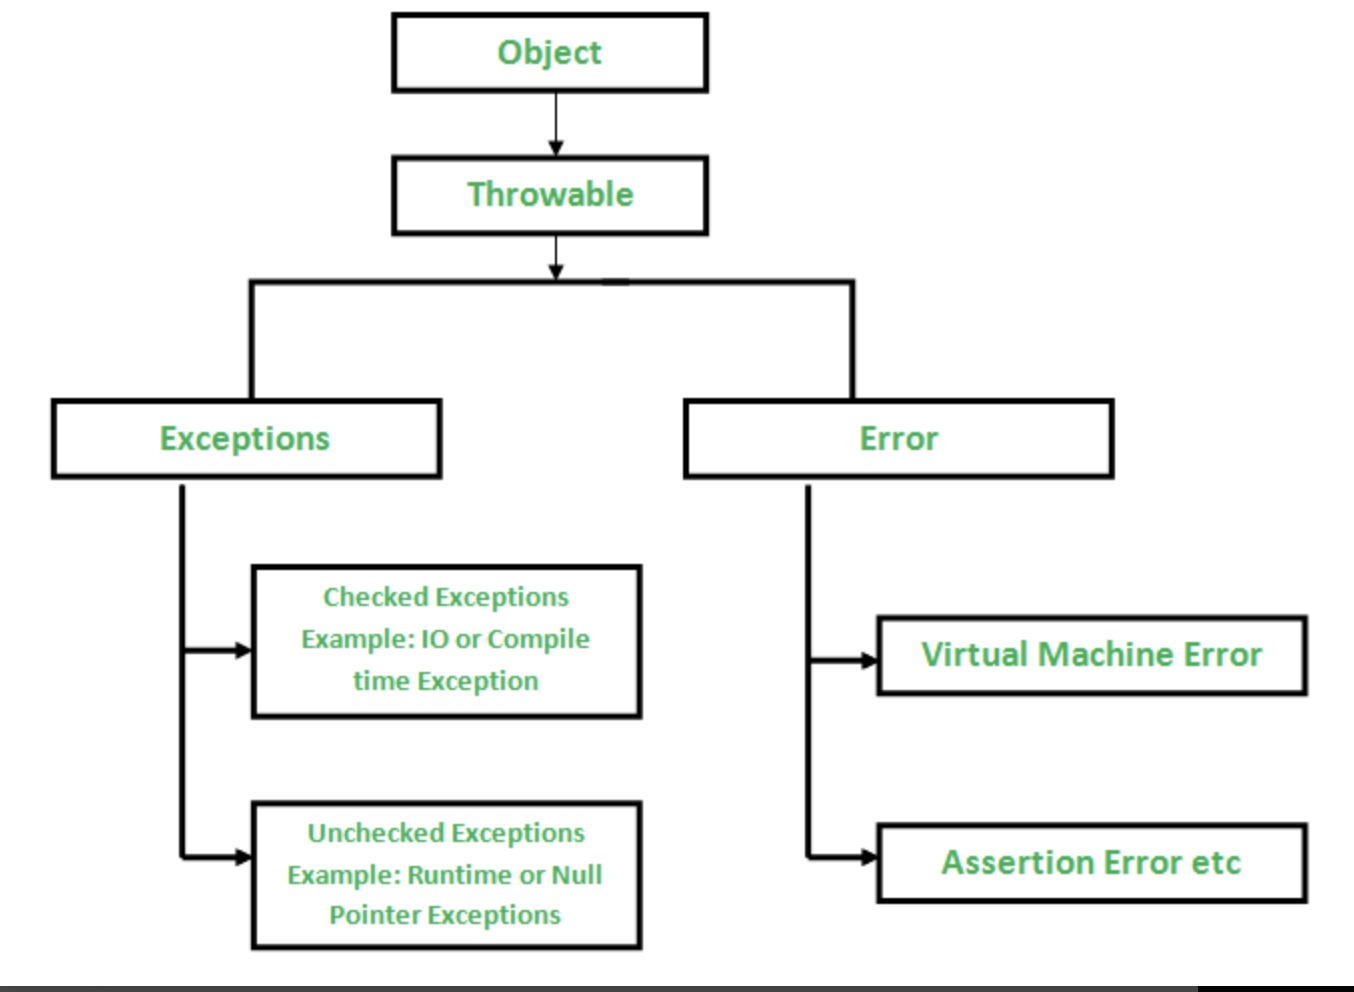 Object
Throwable
Exceptions
Error
Checked Exceptions
Example: IO or Compile
time Exception
Virtual Machine Error
Unchecked Exceptions
Example: Runtime or Null
Pointer Exceptions
Assertion Error etc